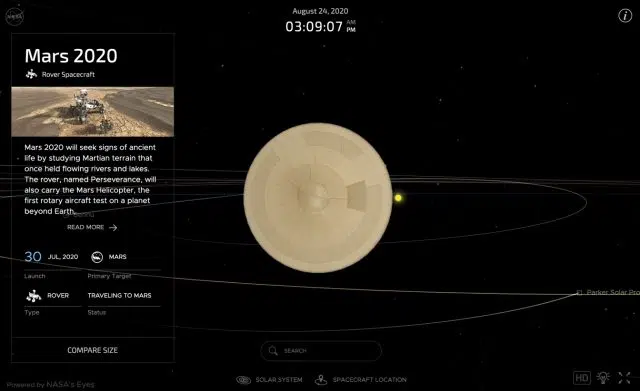 NASA
August 24, 2020
03:09:07 AM PM
Mars 2020
Rover Spacecraft
Mars 2020 will seek signs of ancient
life by studying Martian terrain that
once held flowing rivers and lakes.
The rover, named Perseverance, will
also carry the Mars Helicopter, the
first rotary aircraft test on a planet
beyond Earth.
READ MORE
30 JUL, 2020 MARS
Launch Primary Target
ROVER TRAVELING TO MARS
Type Status
COMPARE SIZE
Parker Solar Pro
SEARCH
HD
SOLAR SYSTEM SPACECRAFT LOCATION
Powered by NASA's Eyes